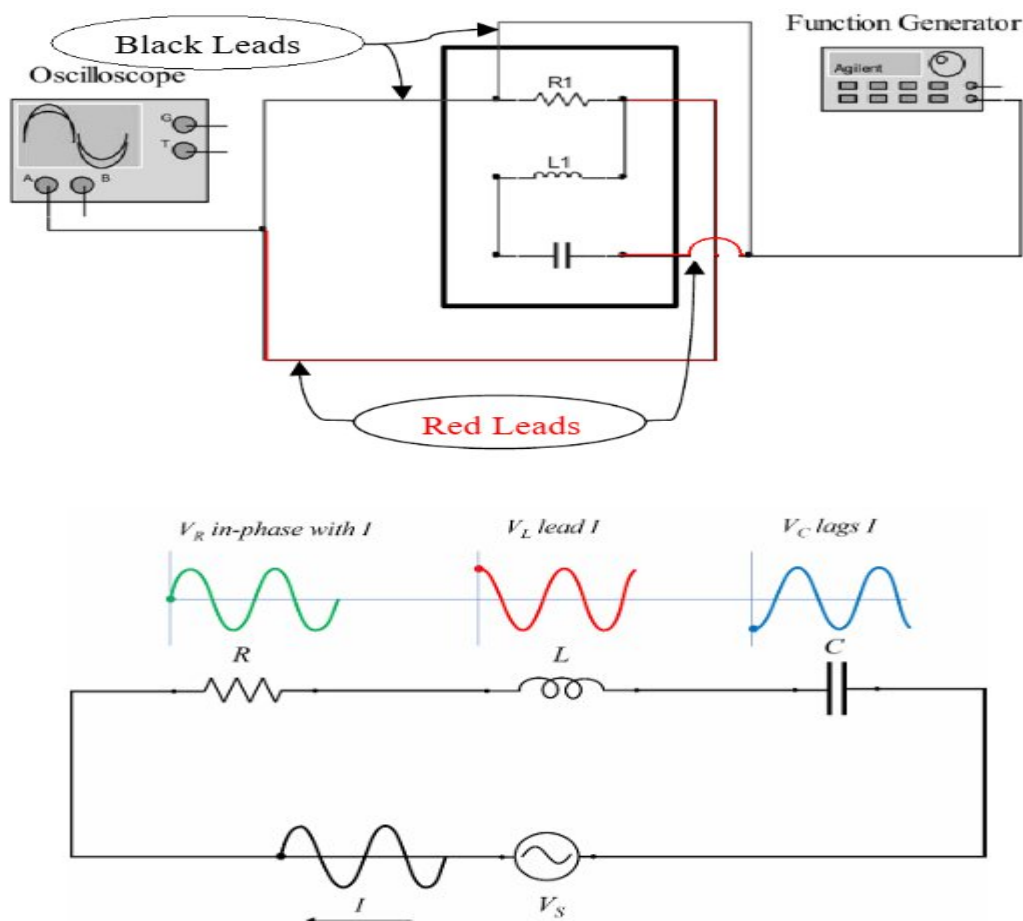 Black Leads
Function Generator
Oscilloscope
Agilent
R1
G
T
L1
A
B
Red Leads
V_R in-phase with I
V_L lead I
V_C lags I
R
L
C
I
V_S